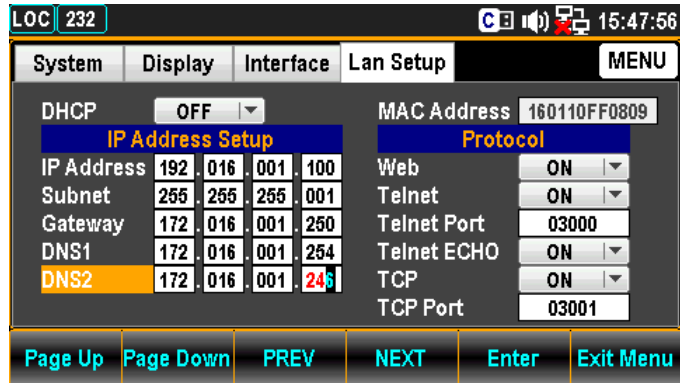 LOC 232 C 15:47:56
System Display Interface Lan Setup MENU
DHCP OFF MAC Address 160110FF0809
IP Address Setup Protocol
IP Address 192 . 016 . 001 . 100 Web ON
Subnet 255 . 255 . 255 . 001 Telnet ON
Gateway 172 . 016 . 001 . 250 Telnet Port 03000
DNS1 172 . 016 . 001 . 254 Telnet ECHO ON
DNS2 172 . 016 . 001 . 246 TCP ON
TCP Port 03001
Page Up Page Down PREV NEXT Enter Exit Menu